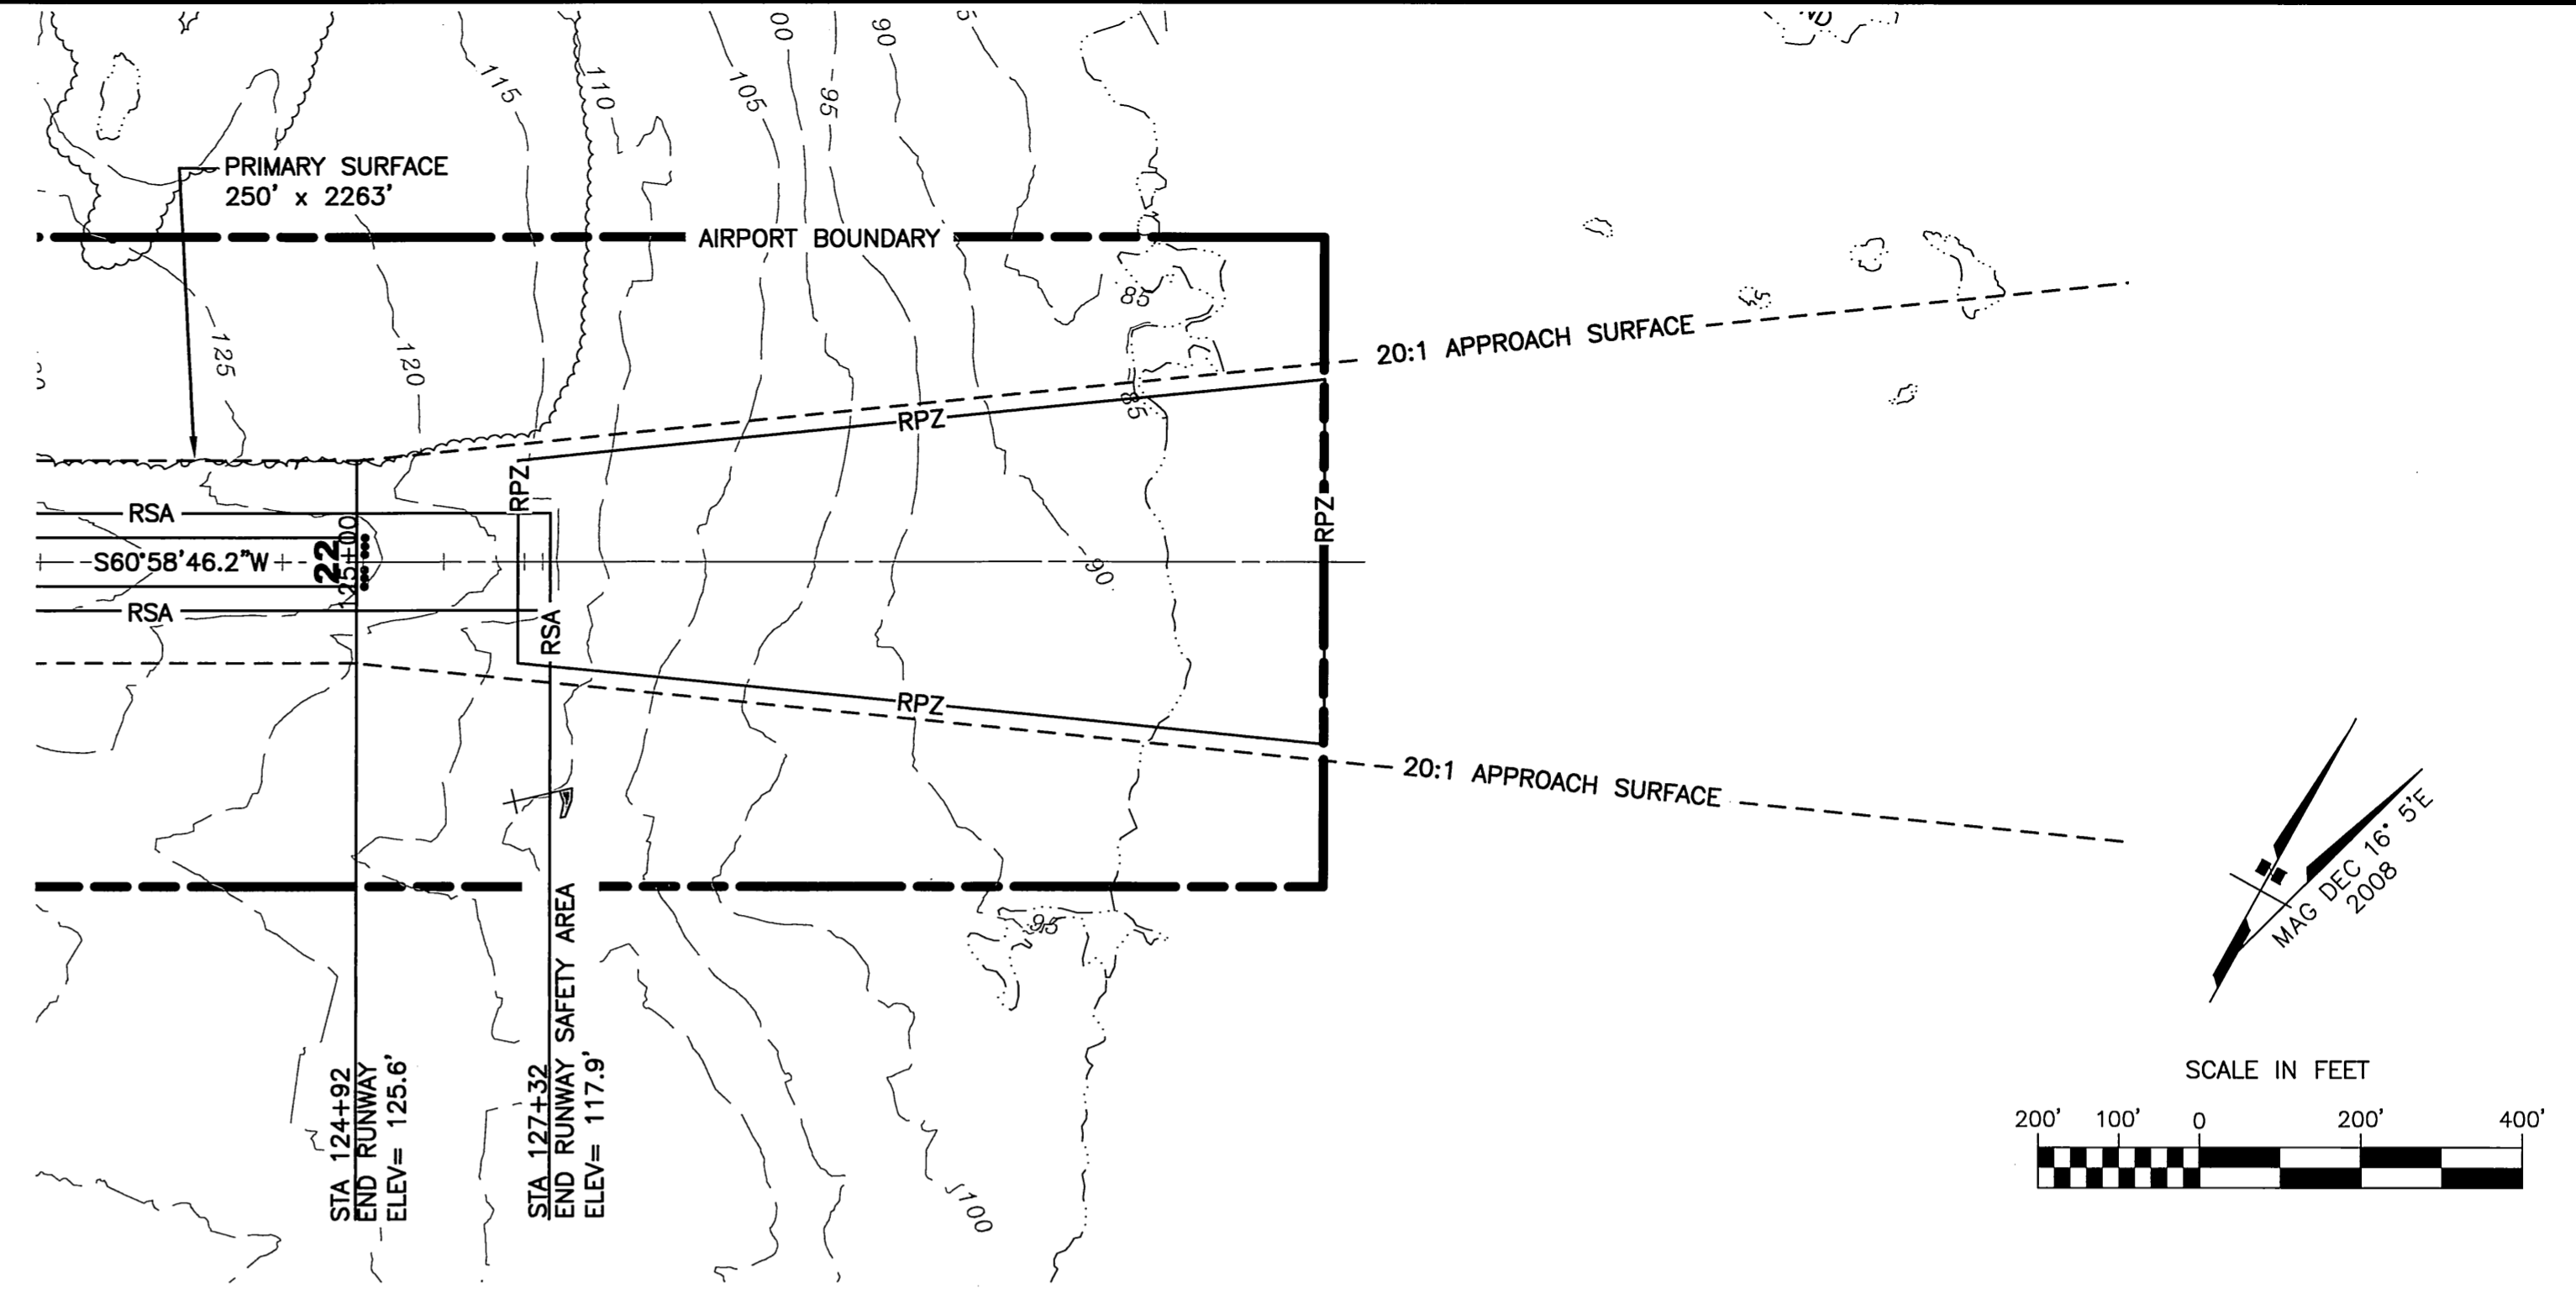 115
110
105
00
95
90
5
PRIMARY SURFACE
250' x 2263'
AIRPORT BOUNDARY
85
20:1 APPROACH SURFACE
125
120
85
RPZ
RPZ
RPZ
RSA
S60°58'46.2"W
22
125+00
90
RSA
RSA
RPZ
20:1 APPROACH SURFACE
95
MAG DEC 16° 5'E
2008
STA 124+92
END RUNWAY
ELEV= 125.6'
STA 127+32
END RUNWAY SAFETY AREA
ELEV= 117.9'
100
SCALE IN FEET
200' 100' 0 200' 400'